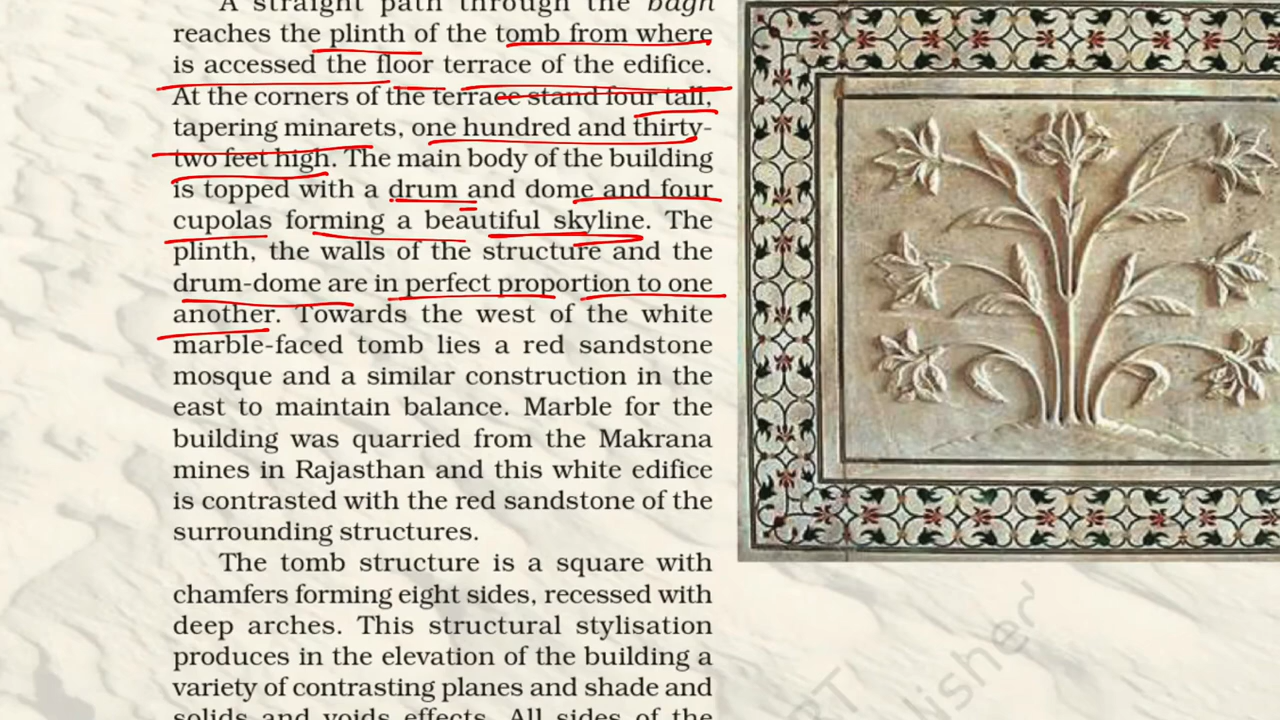 A straight path through the bagh
reaches the plinth of the tomb from where
is accessed the floor terrace of the edifice.
At the corners of the terrace stand four tall,
tapering minarets, one hundred and thirty-
two feet high. The main body of the building
is topped with a drum and dome and four
cupolas forming a beautiful skyline. The
plinth, the walls of the structure and the
drum-dome are in perfect proportion to one
another. Towards the west of the white
marble-faced tomb lies a red sandstone
mosque and a similar construction in the
east to maintain balance. Marble for the
building was quarried from the Makrana
mines in Rajasthan and this white edifice
is contrasted with the red sandstone of the
surrounding structures.
The tomb structure is a square with
chamfers forming eight sides, recessed with
deep arches. This structural stylisation
produces in the elevation of the building a
variety of contrasting planes and shade and
solids and voids effects. All sides of the